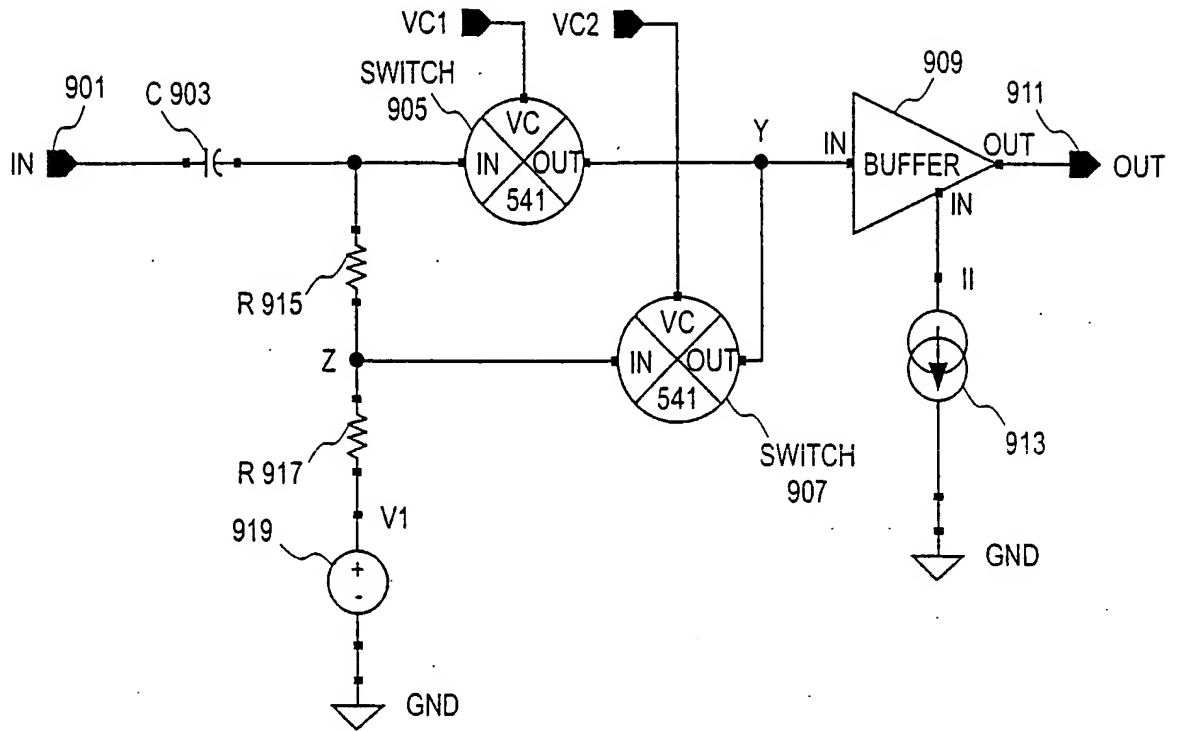 VC1
VC2
901
C 903
SWITCH
905
909
911
IN
VC
IN
OUT
541
Y
IN
BUFFER
OUT
IN
OUT
R 915
II
Z
VC
IN
OUT
541
913
R 917
SWITCH
907
919
V1
+
-
GND
GND